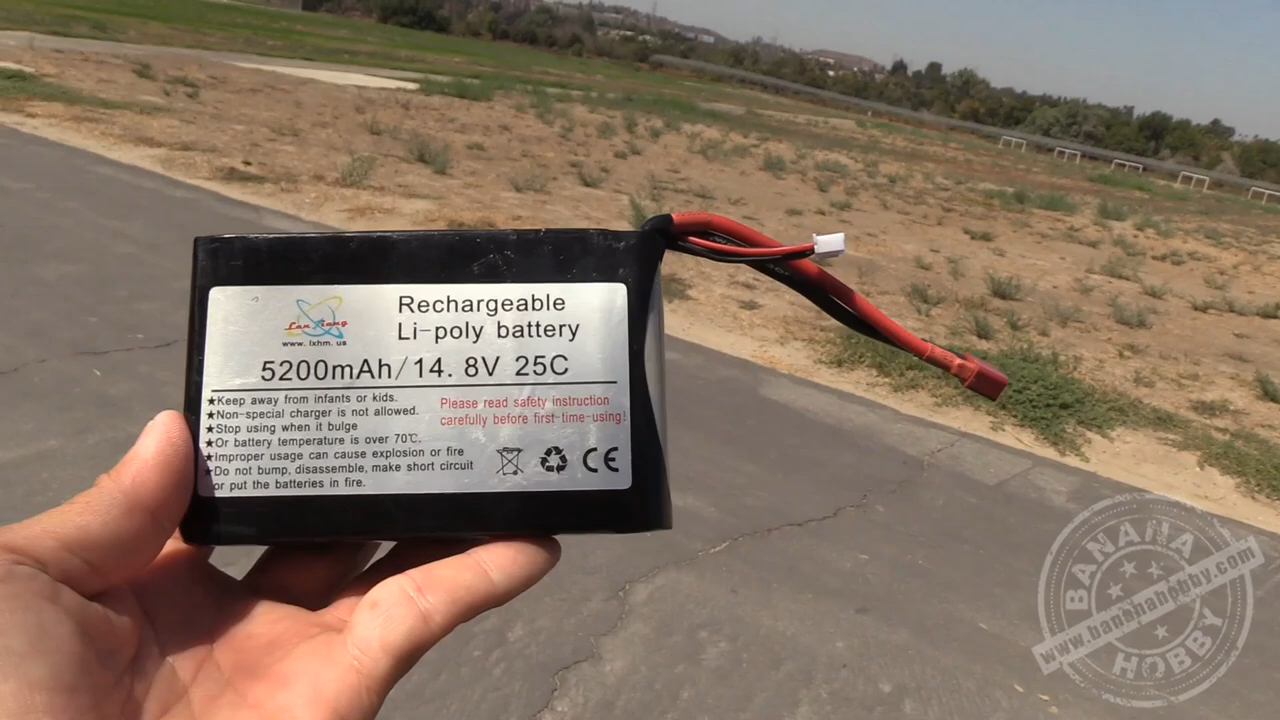 Rechargeable
Li-poly battery
Lan Xiang
www. lxhm. us
5200mAh/14. 8V 25C
★Keep away from infants or kids.
★Non-special charger is not allowed.
★Stop using when it bulge
★Or battery temperature is over 70℃.
★Improper usage can cause explosion or fire
★Do not bump, disassemble, make short circuit
or put the batteries in fire.
Please read safety instruction
carefully before first-time-using!
CE
BANANA
www.bananahobby.com
HOBBY